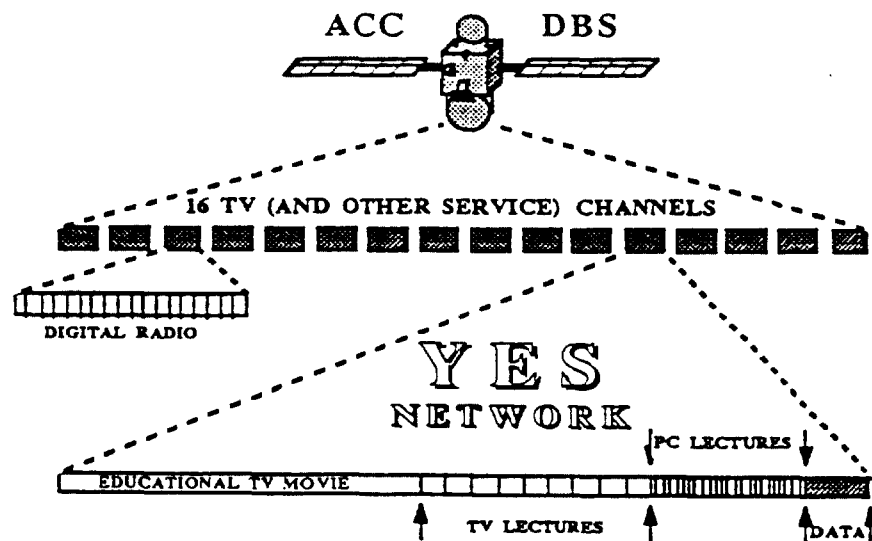 ACC DBS
16 TV (AND OTHER SERVICE) CHANNELS
DIGITAL RADIO
YES
NETWORK
PC LECTURES
EDUCATIONAL TV MOVIE
TV LECTURES
DATA